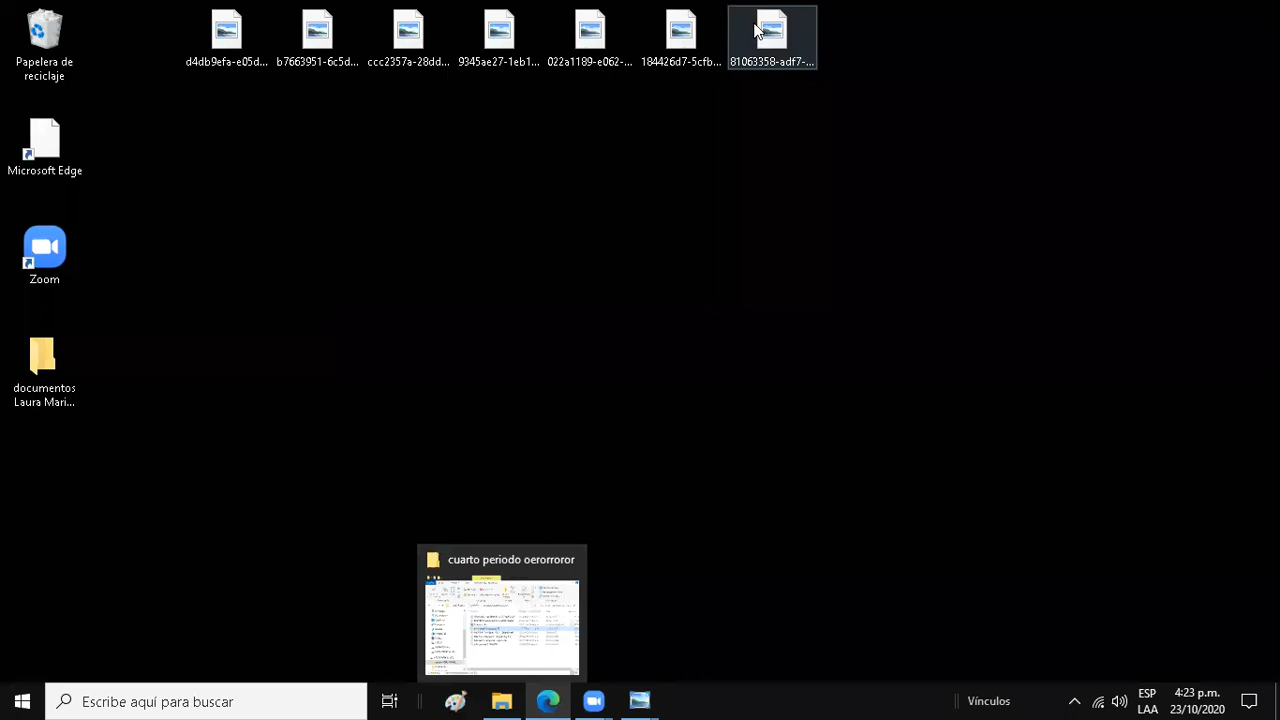 Papelera de
reciclaje
d4db9efa-e05d...
b7663951-6c5d...
ccc2357a-28dd...
9345ae27-1eb1...
022a1189-e062-...
184426d7-5cfb...
81063358-adf7-...
Microsoft Edge
Zoom
documentos
Laura Mari...
cuarto periodo oerorroror
Escribe aquí para buscar
Vínculos
ESP
LAA
4:23 p.m.
23/10/2020